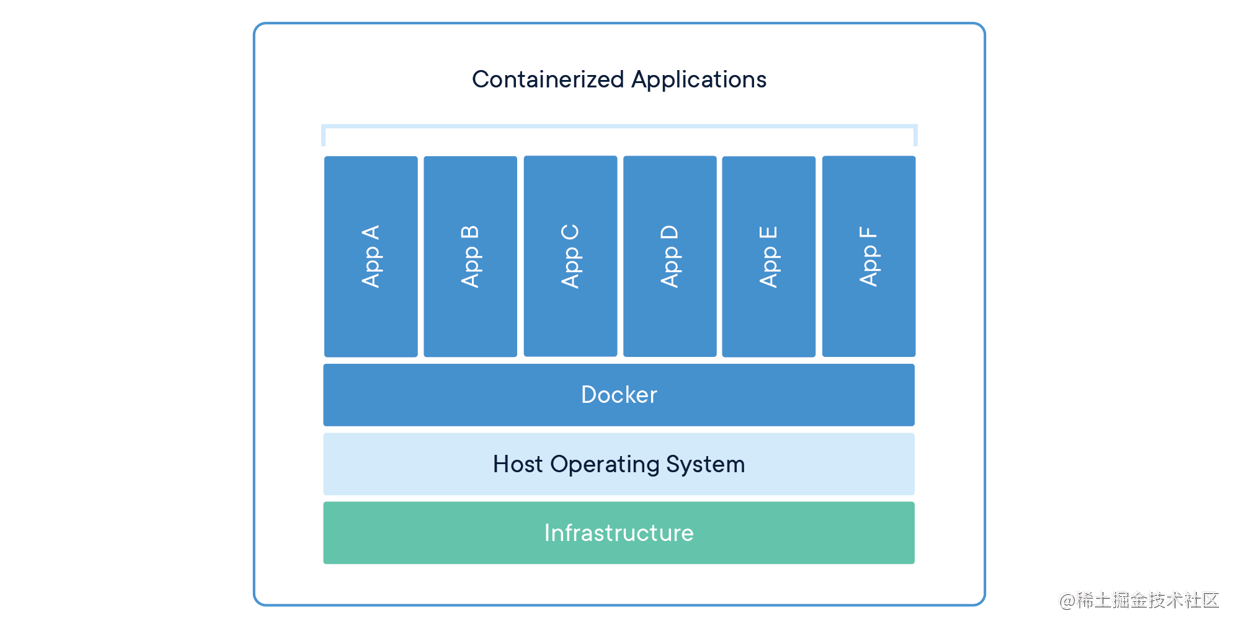 Containerized Applications
App A
App B
App C
App D
App E
App F
Docker
Host Operating System
Infrastructure
@稀土掘金技术社区